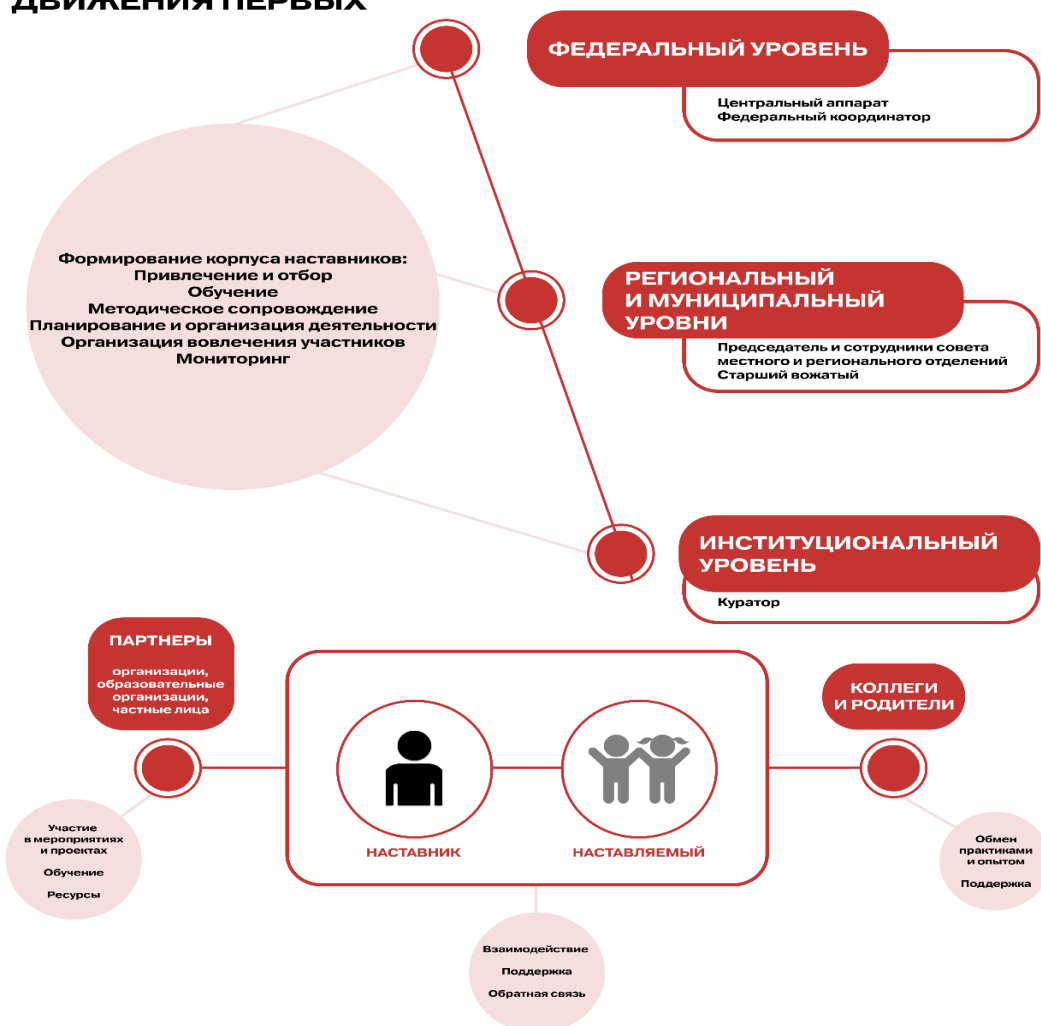 ДВИЖЕНИЯ ПЕРВЫХ
ФЕДЕРАЛЬНЫЙ УРОВЕНЬ
Центральный аппарат
Федеральный координатор
Формирование корпуса наставников:
Привлечение и отбор
Обучение
Методическое сопровождение
Планирование и организация деятельности
Организация вовлечения участников
Мониторинг
РЕГИОНАЛЬНЫЙ
И МУНИЦИПАЛЬНЫЙ
УРОВНИ
Председатель и сотрудники совета
местного и регионального отделений
Старший вожатый
ИНСТИТУЦИОНАЛЬНЫЙ
УРОВЕНЬ
Куратор
ПАРТНЕРЫ
организации,
образовательные
организации,
частные лица
Участие
в мероприятиях
и проектах
Обучение
Ресурсы
НАСТАВНИК
НАСТАВЛЯЕМЫЙ
Взаимодействие
Поддержка
Обратная связь
КОЛЛЕГИ
И РОДИТЕЛИ
Обмен
практиками
и опытом
Поддержка